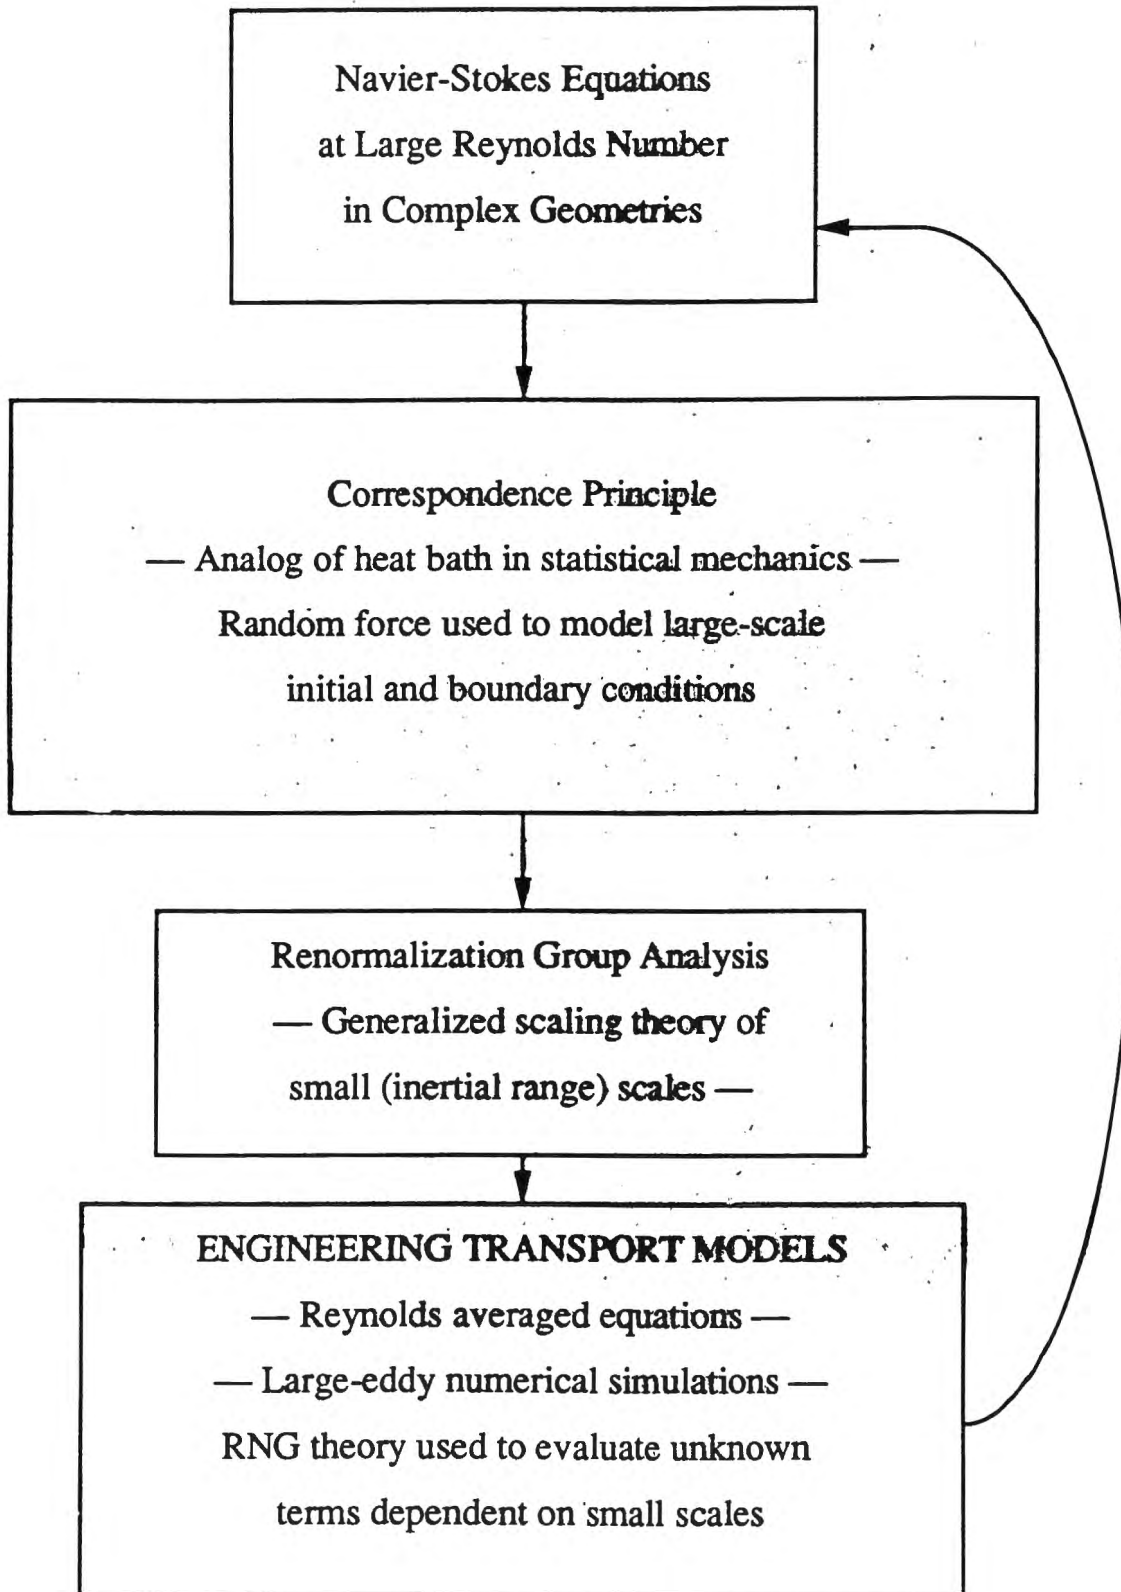 Navier-Stokes Equations
at Large Reynolds Number
in Complex Geometries
Correspondence Principle
— Analog of heat bath in statistical mechanics —
Random force used to model large-scale
initial and boundary conditions
Renormalization Group Analysis
— Generalized scaling theory of
small (inertial range) scales —
ENGINEERING TRANSPORT MODELS
— Reynolds averaged equations —
— Large-eddy numerical simulations —
RNG theory used to evaluate unknown
terms dependent on small scales